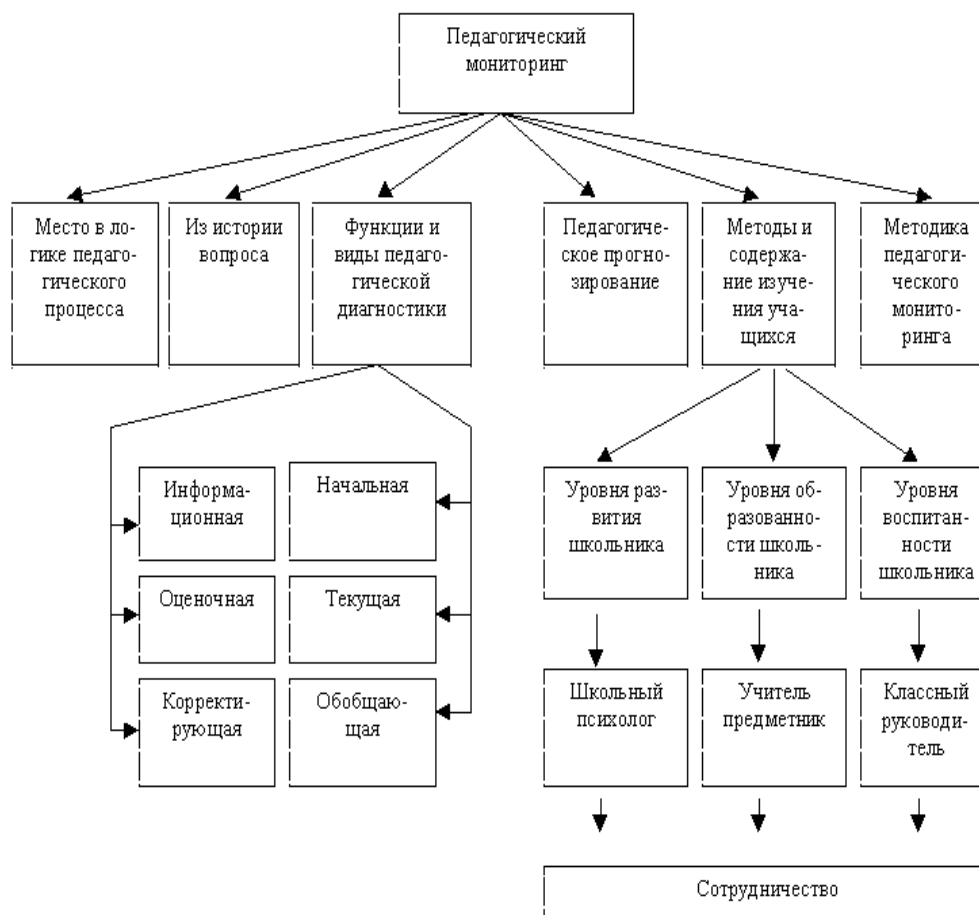 Педагогический
мониторинг
Место в ло-
гике педаго-
гического
процесса
Из истории
вопроса
Функции и
виды педаго-
гической
диагностики
Педагогиче-
ское прогно-
зирование
Методы и
содержа-
ние изуче-
ния уча-
щихся
Методика
педагоги-
ческого
монито-
ринга
Информа-
ционная
Начальная
Оценочная
Текущая
Корректи-
рующая
Обобщаю-
щая
Уровня раз-
вития
школьника
Уровня об-
разованно-
сти школь-
ника
Уровня
воспитан-
ности
школьника
Школьный
психолог
Учитель
предметник
Классный
руководи-
тель
Сотрудничество